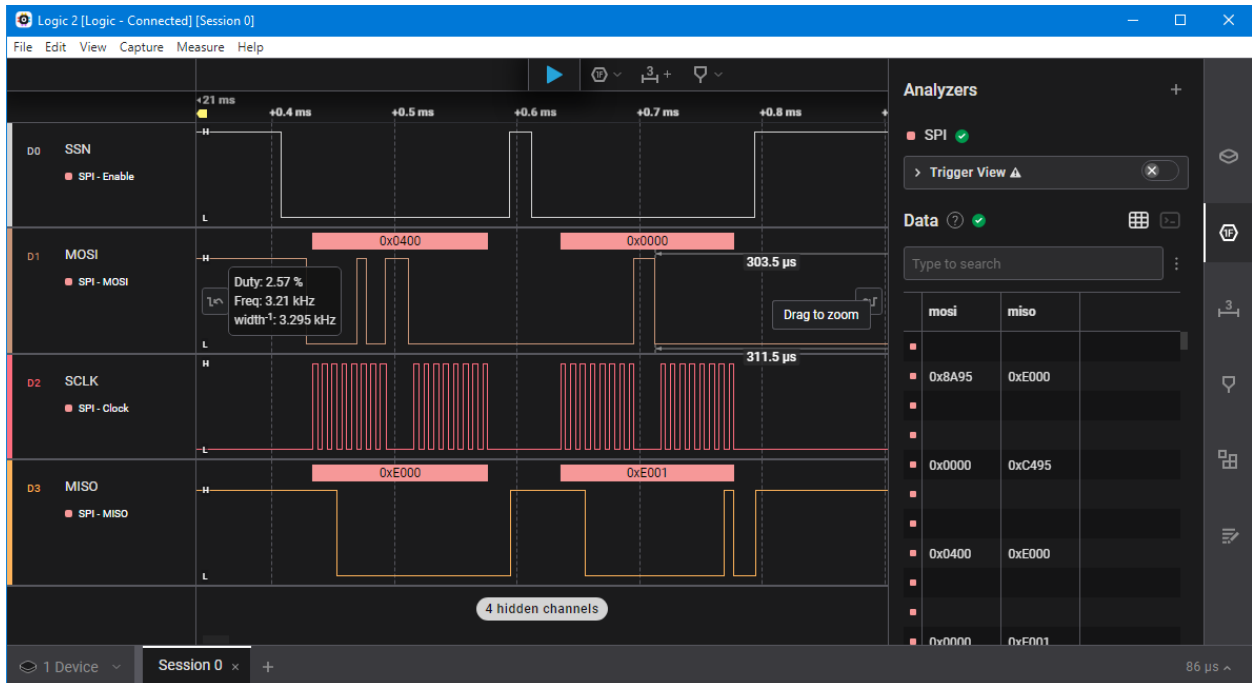 Logic 2 [Logic - Connected] [Session 0]
File Edit View Capture Measure Help
21 ms
+0.4 ms +0.5 ms +0.6 ms +0.7 ms +0.8 ms +
D0 SSN
SPI - Enable
H
L
D1 MOSI
SPI - MOSI
H
L
0x0400 0x0000
303.5 µs
Duty: 2.57 %
Freq: 3.21 kHz
width-1: 3.295 kHz
Drag to zoom
311.5 µs
D2 SCLK
SPI - Clock
H
L
D3 MISO
SPI - MISO
H
L
0xE000 0xE001
4 hidden channels
Analyzers
SPI
Trigger View
Data
Type to search
mosi miso
0x8A95 0xE000
0x0000 0xC495
0x0400 0xE000
0x0000 0xE001
1F
3
1F
3
1 Device
Session 0
86 µs